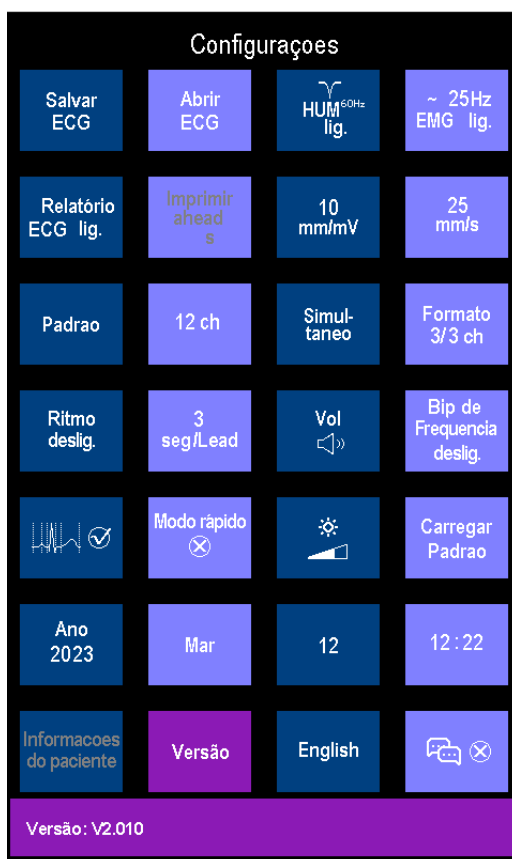 Configuraçoes
Salvar
ECG
Abrir
ECG
HUM 60Hz
lig.
~ 25Hz
EMG lig.
Relatório
ECG lig.
Imprimir
ahead
s
10
mm/mV
25
mm/s
Padrao
12 ch
Simul-
taneo
Formato
3/3 ch
Ritmo
deslig.
3
seg/Lead
Vol
Bip de
Frequencia
deslig.
Modo rápido
Carregar
Padrao
Ano
2023
Mar
12
12:22
Informacoes
do paciente
Versão
English
Versão: V2.010